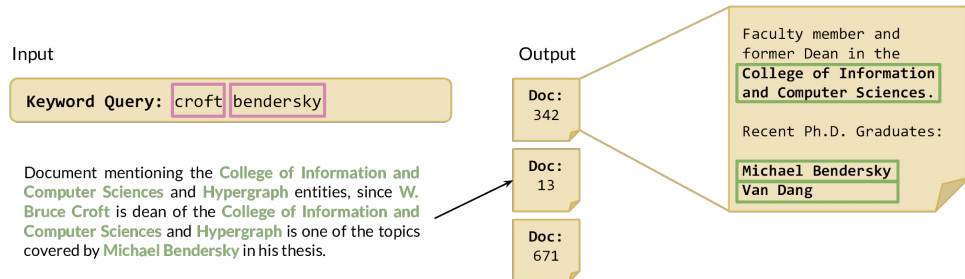 Input
Keyword Query: croft bendersky
Document mentioning the College of Information and
Computer Sciences and Hypergraph entities, since W.
Bruce Croft is dean of the College of Information and
Computer Sciences and Hypergraph is one of the topics
covered by Michael Bendersky in his thesis.
Output
Doc:
342
Doc:
13
Doc:
671
Faculty member and
former Dean in the
College of Information
and Computer Sciences.
Recent Ph.D. Graduates:
Michael Bendersky
Van Dang